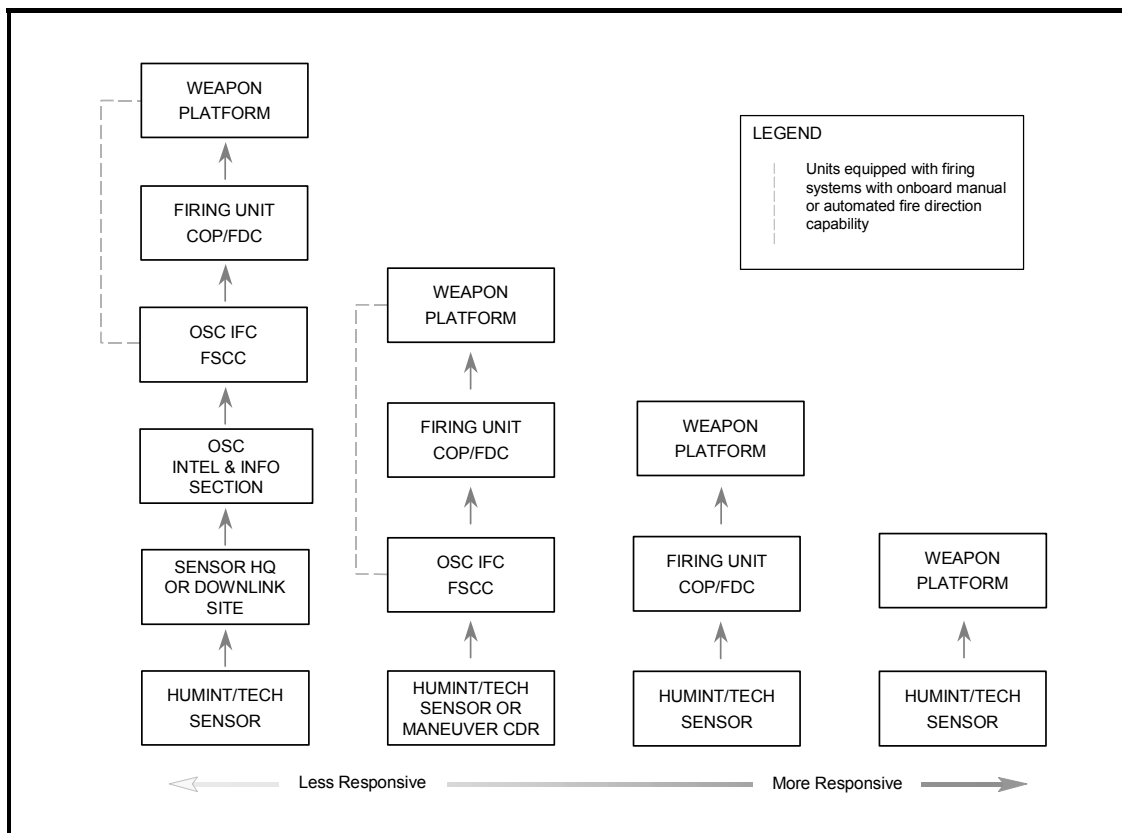 WEAPON
PLATFORM
FIRING UNIT
COP/FDC
OSC IFC
FSCC
OSC
INTEL & INFO
SECTION
SENSOR HQ
OR DOWNLINK
SITE
HUMINT/TECH
SENSOR
WEAPON
PLATFORM
FIRING UNIT
COP/FDC
OSC IFC
FSCC
HUMINT/TECH
SENSOR OR
MANEUVER CDR
WEAPON
PLATFORM
FIRING UNIT
COP/FDC
HUMINT/TECH
SENSOR
WEAPON
PLATFORM
HUMINT/TECH
SENSOR
LEGEND
Units equipped with firing
systems with onboard manual
or automated fire direction
capability
Less Responsive
More Responsive